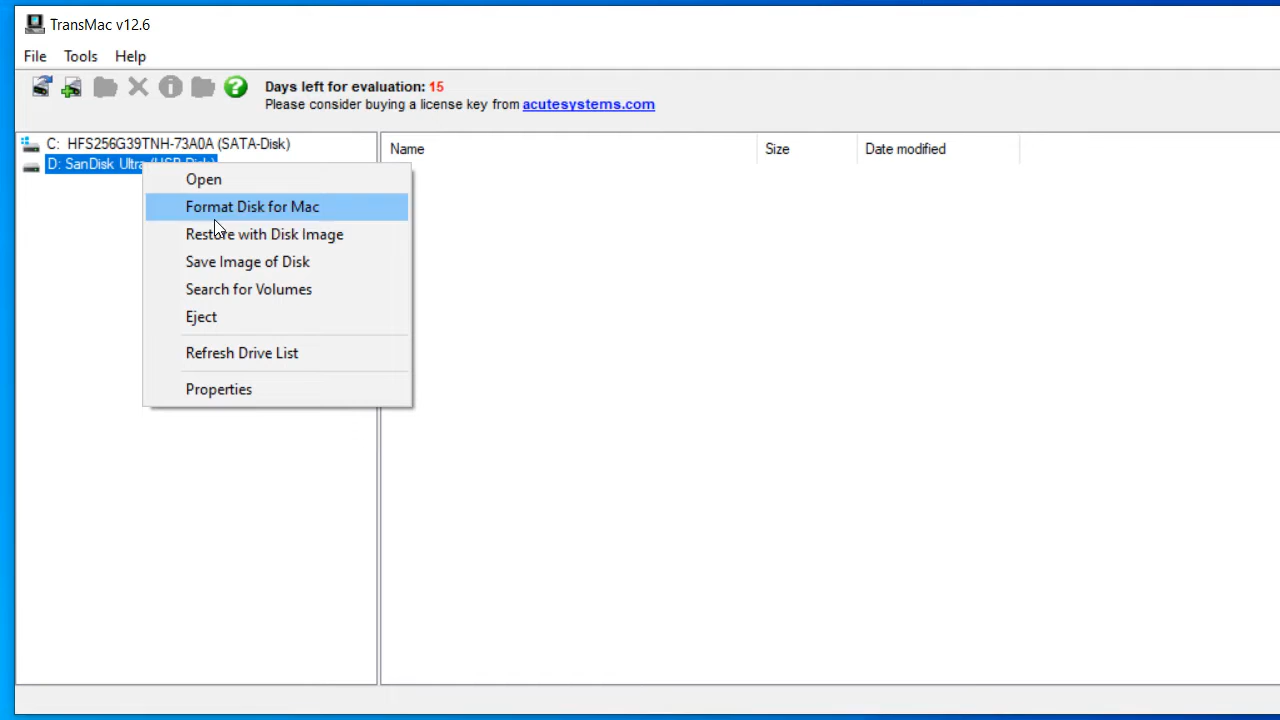 TransMac v12.6
File Tools Help
Days left for evaluation: 15
Please consider buying a license key from acutesystems.com
C: HFS256G39TNH-73A0A (SATA-Disk)
D: SanDisk Ultra (USB-Disk)
Name Size Date modified
Open
Format Disk for Mac
Restore with Disk Image
Save Image of Disk
Search for Volumes
Eject
Refresh Drive List
Properties